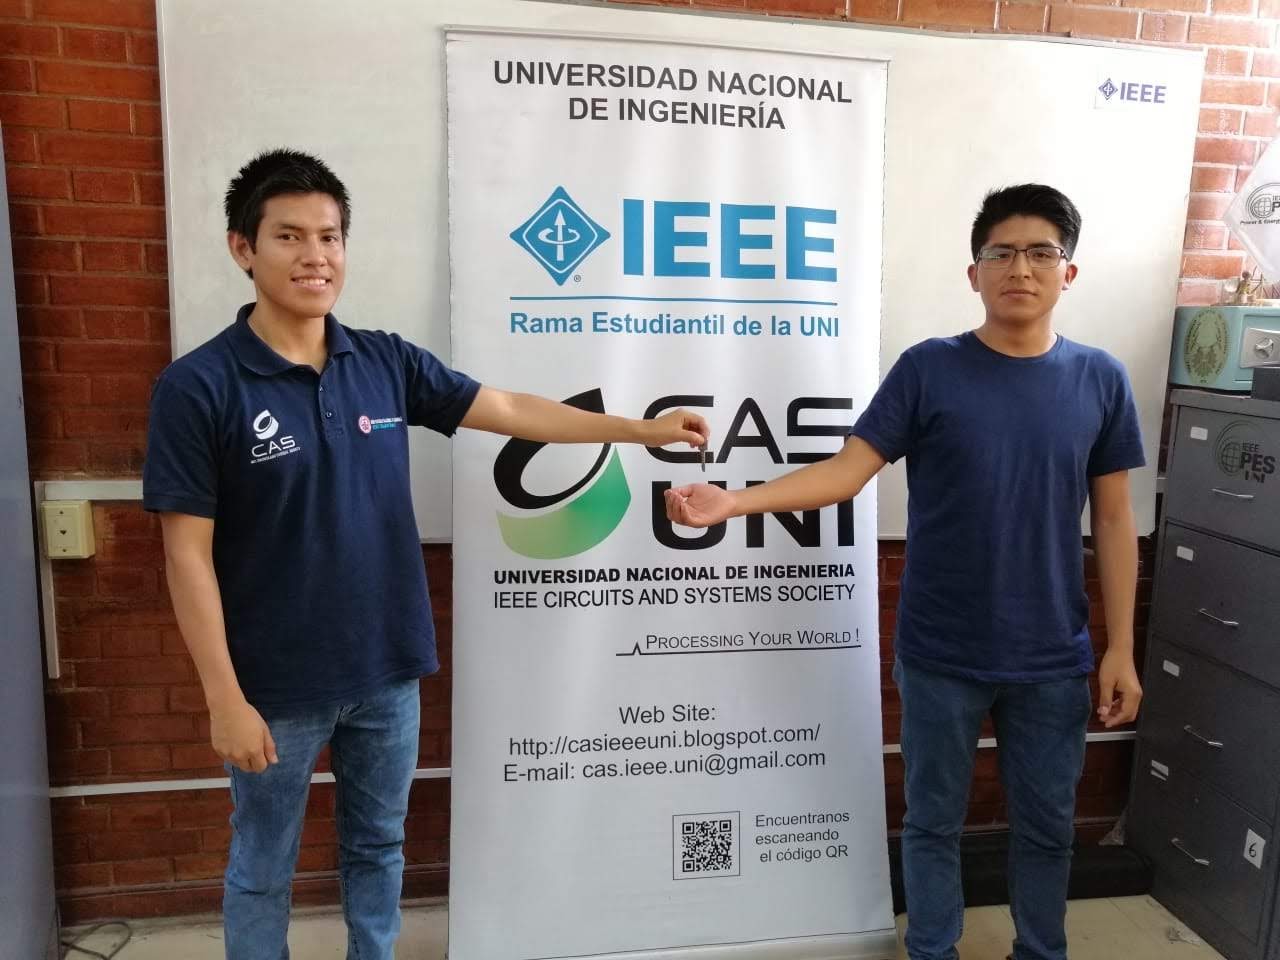 UNIVERSIDAD NACIONAL
DE INGENIERÍA
IEEE
®
Rama Estudiantil de la UNI
CAS
UNI
UNIVERSIDAD NACIONAL DE INGENIERIA
IEEE CIRCUITS AND SYSTEMS SOCIETY
PROCESSING YOUR WORLD !
Web Site:
http://casieeeuni.blogspot.com/
E-mail: cas.ieee.uni@gmail.com
Encuentranos
escaneando
el código QR
IEEE
CAS
IEEE
PES
UNI
6